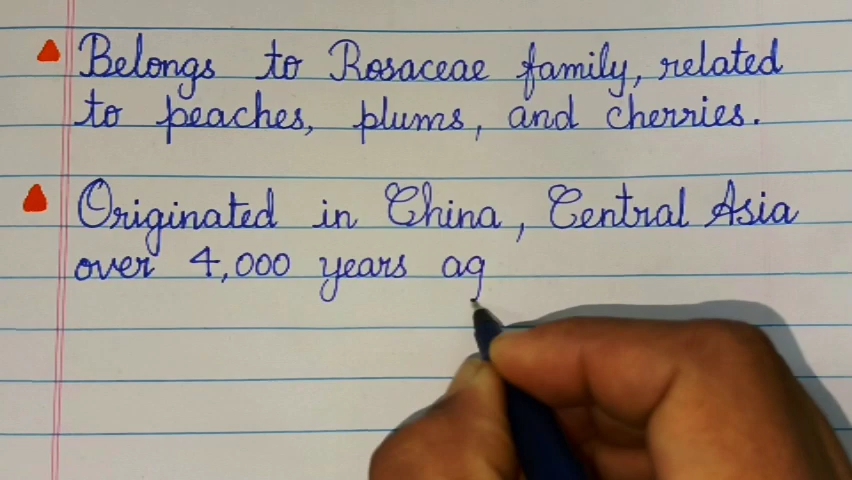 Belongs to Rosaceae family, related
to peaches, plums, and cherries.
Originated in China, Central Asia
over 4,000 years ag